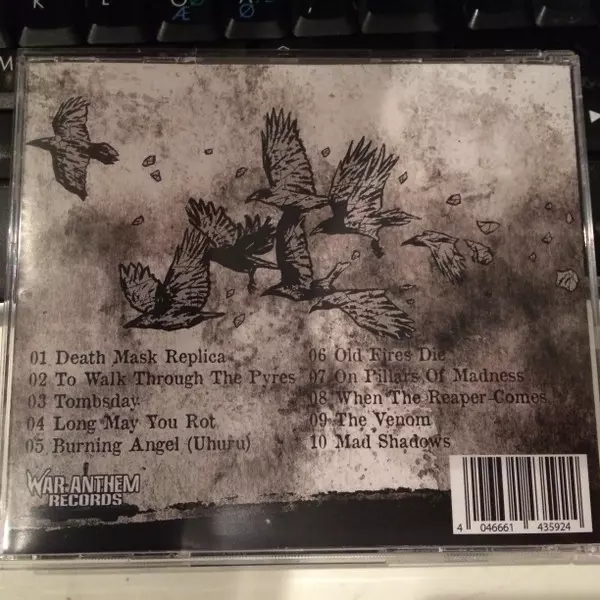 K L Ø Æ Ø
M
01 Death Mask Replica
02 To Walk Through The Pyres
03 Tombsday
04 Long May You Rot
05 Burning Angel (Uhuru)
06 Old Fires Die
07 On Pillars Of Madness
08 When The Reaper Comes
09 The Venom
10 Mad Shadows
WAR ANTHEM
RECORDS
4 046661 435924